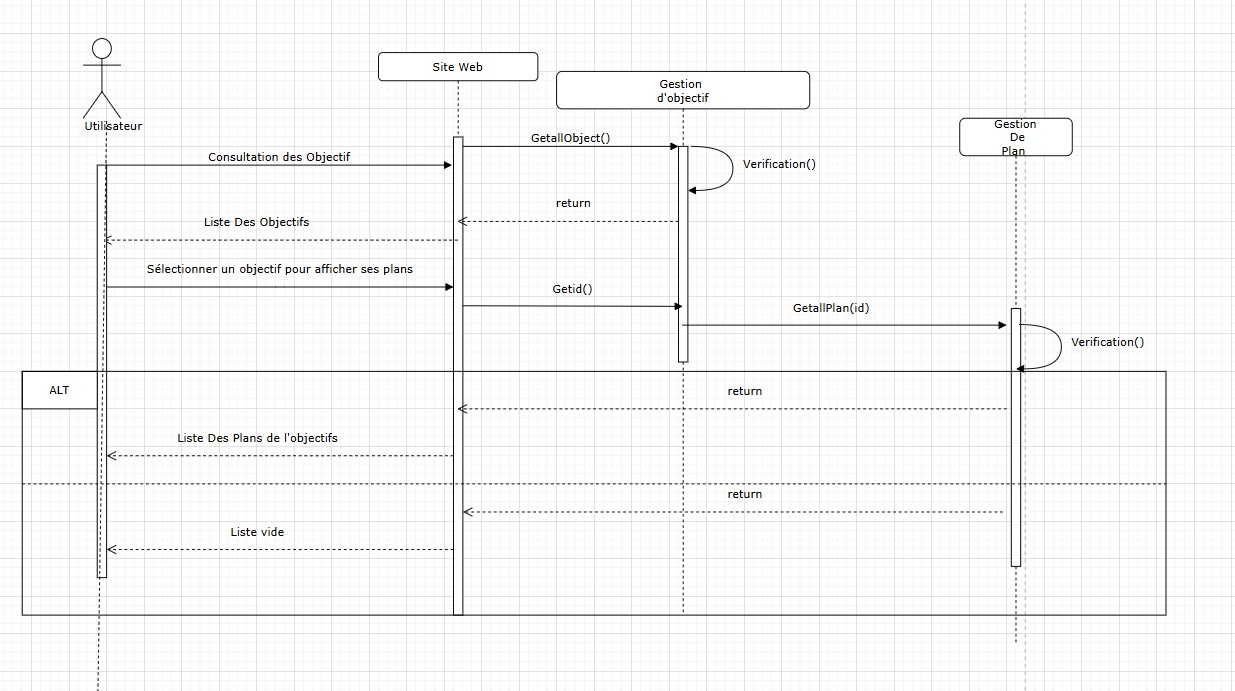 Site Web
Gestion
d'objectif
Gestion
De
Plan
Utilisateur
GetallObject()
Consultation des Objectif
Verification()
return
Liste Des Objectifs
Sélectionner un objectif pour afficher ses plans
Getid()
GetallPlan(id)
Verification()
ALT
return
Liste Des Plans de l'objectifs
return
Liste vide